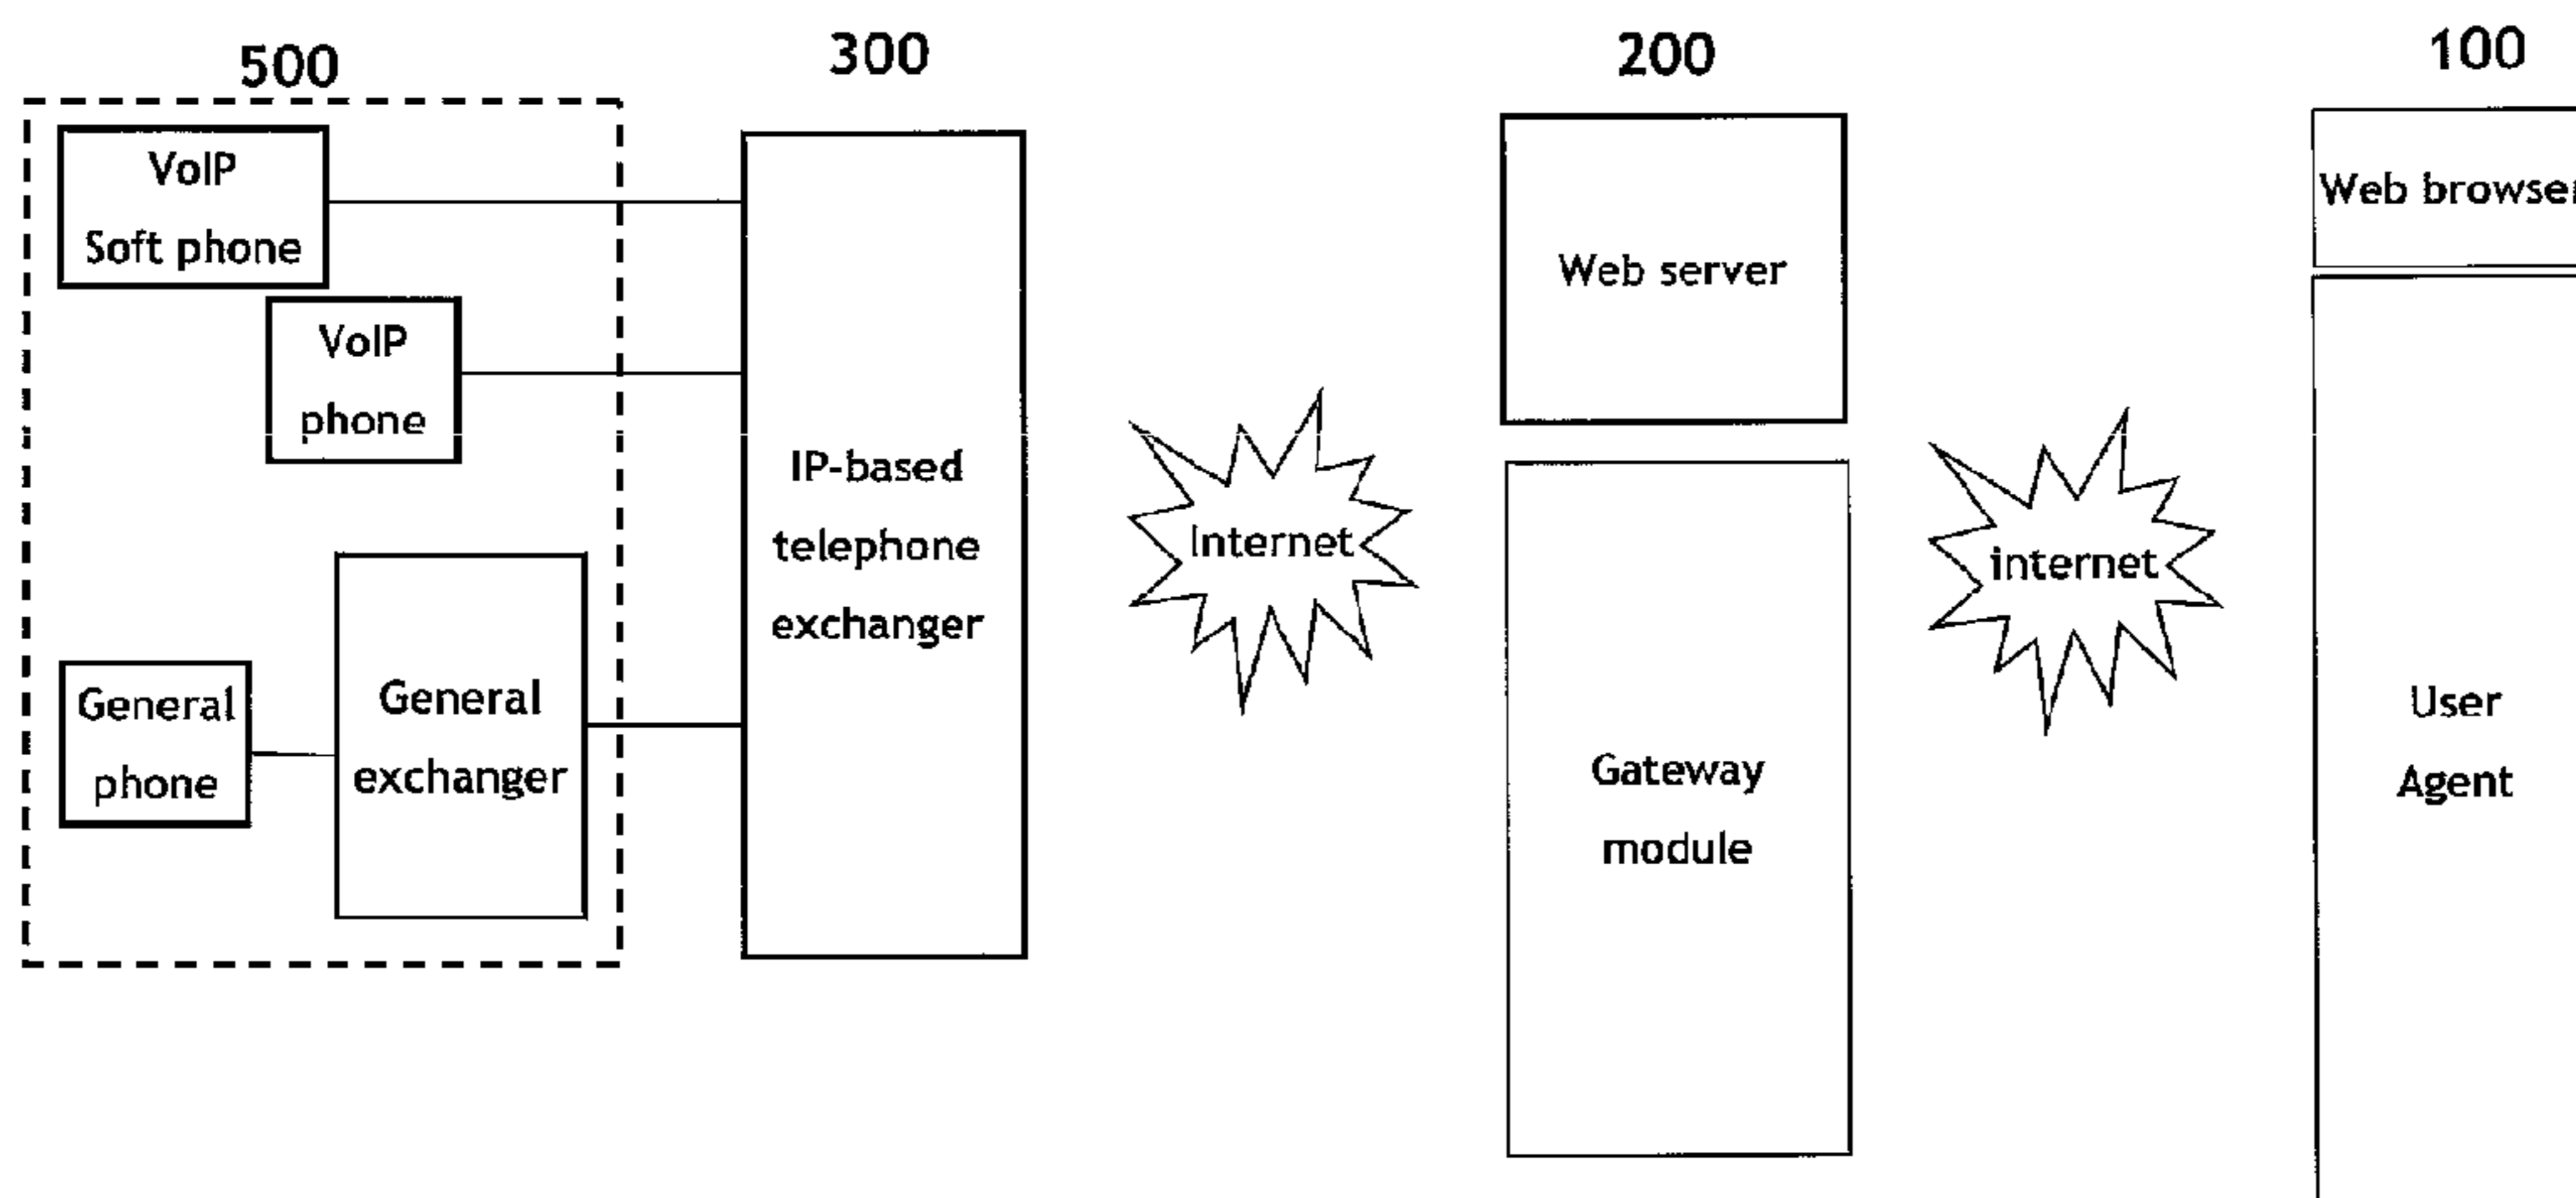 500
300
200
100
VoIP
Soft phone
VoIP
phone
General
phone
General
exchanger
IP-based
telephone
exchanger
Internet
Web server
Gateway
module
internet
Web browser
User
Agent